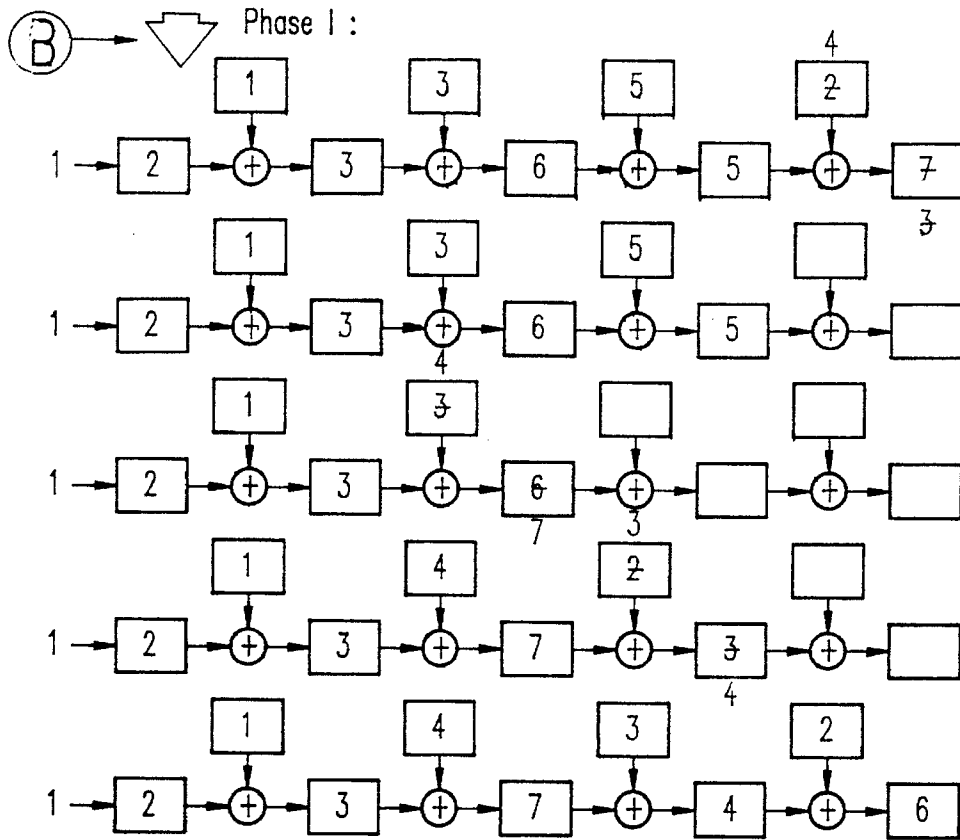 B Phase I :
4
1 3 5 2
1 2 + 3 + 6 + 5 + 7
3
1 3 5
1 2 + 3 + 6 + 5 +
4
1 3
1 2 + 3 + 6 + +
7 3
1 4 2
1 2 + 3 + 7 + 3 +
4
1 4 3 2
1 2 + 3 + 7 + 4 + 6